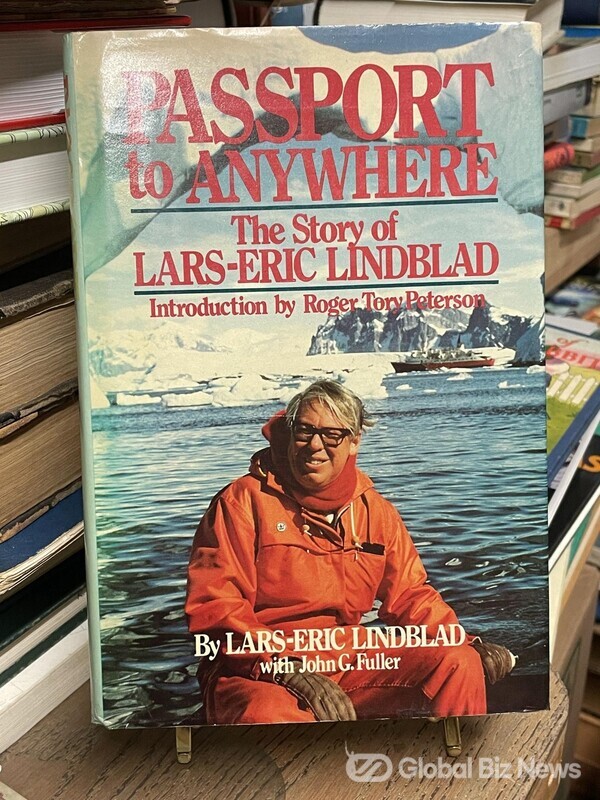 PASSPORT
to ANYWHERE
The Story of
LARS-ERIC LINDBLAD
Introduction by Roger Tory Peterson
By LARS-ERIC LINDBLAD
with John G. Fuller
of
Global Biz News